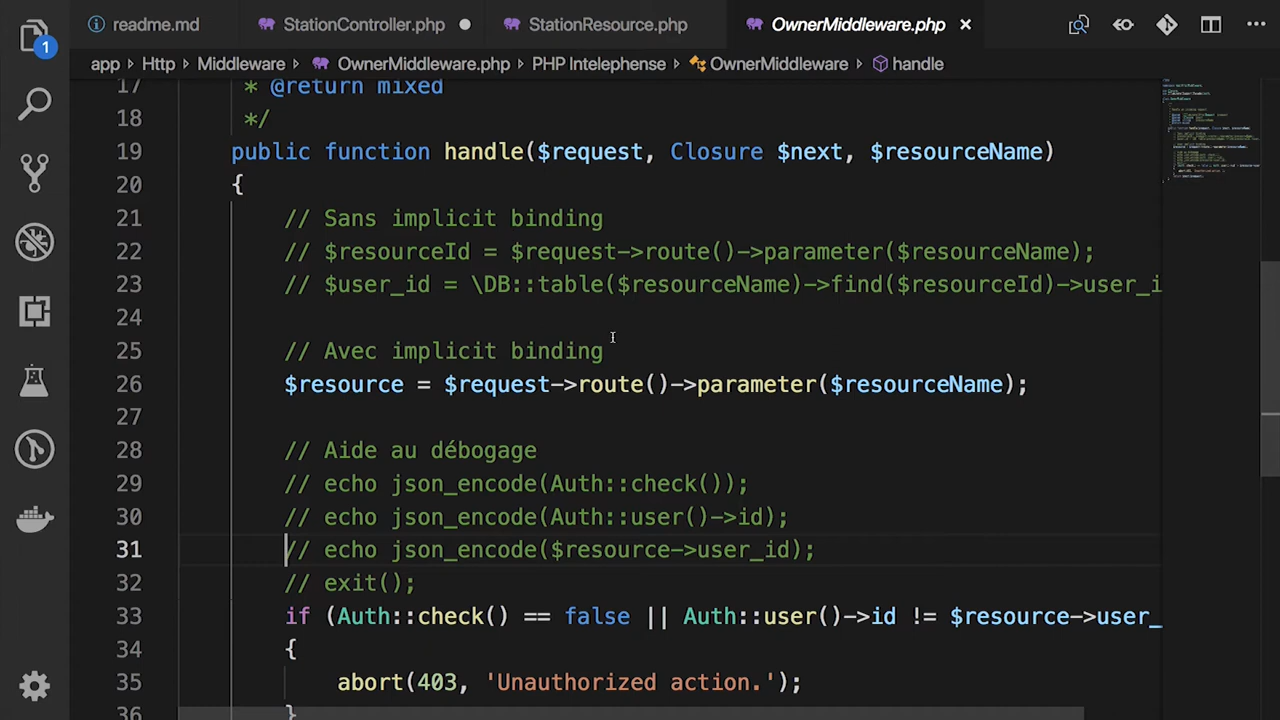 readme.md StationController.php StationResource.php OwnerMiddleware.php
app Http Middleware OwnerMiddleware.php PHP Intelephense OwnerMiddleware handle
1
17 * @return mixed
18 */
19 public function handle($request, Closure $next, $resourceName)
20 {
21 // Sans implicit binding
22 // $resourceId = $request->route()->parameter($resourceName);
23 // $user_id = \DB::table($resourceName)->find($resourceId)->user_i
24
25 // Avec implicit binding
26 $resource = $request->route()->parameter($resourceName);
27
28 // Aide au débogage
29 // echo json_encode(Auth::check());
30 // echo json_encode(Auth::user()->id);
31 // echo json_encode($resource->user_id);
32 // exit();
33 if (Auth::check() == false || Auth::user()->id != $resource->user_
34 {
35 abort(403, 'Unauthorized action.');
36 }